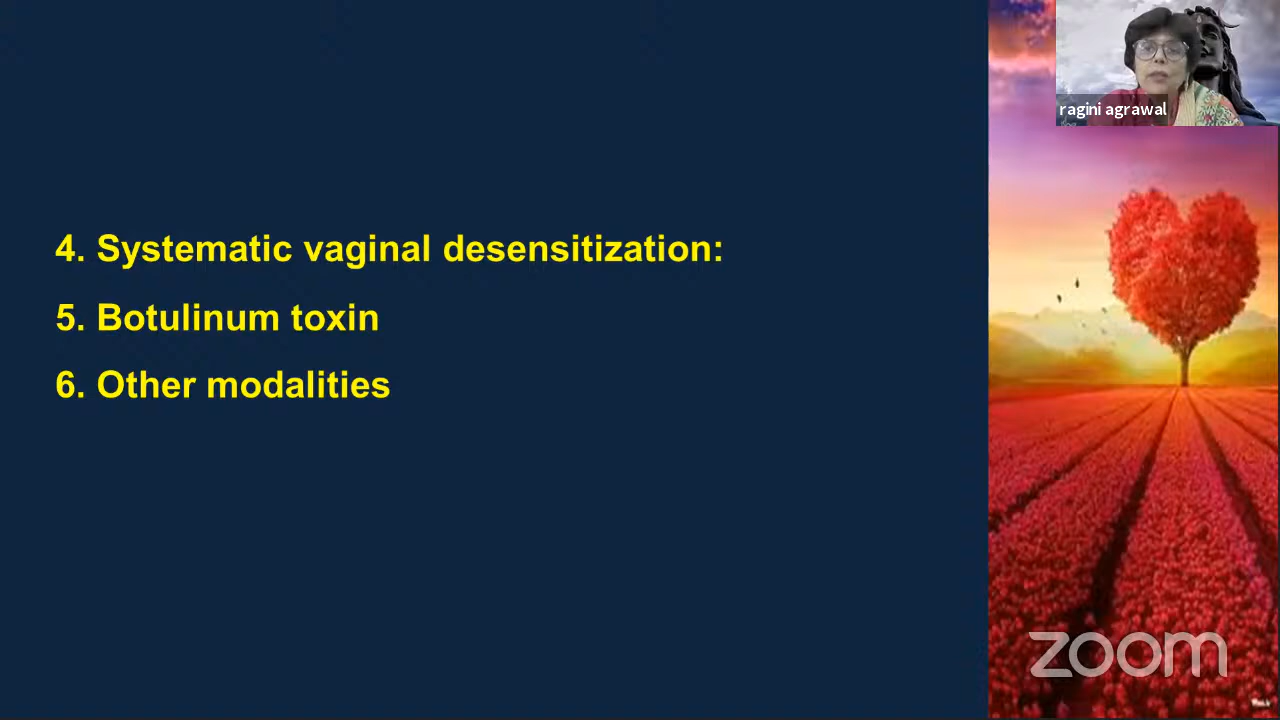 ragini agrawal
4. Systematic vaginal desensitization:
5. Botulinum toxin
6. Other modalities
zoom